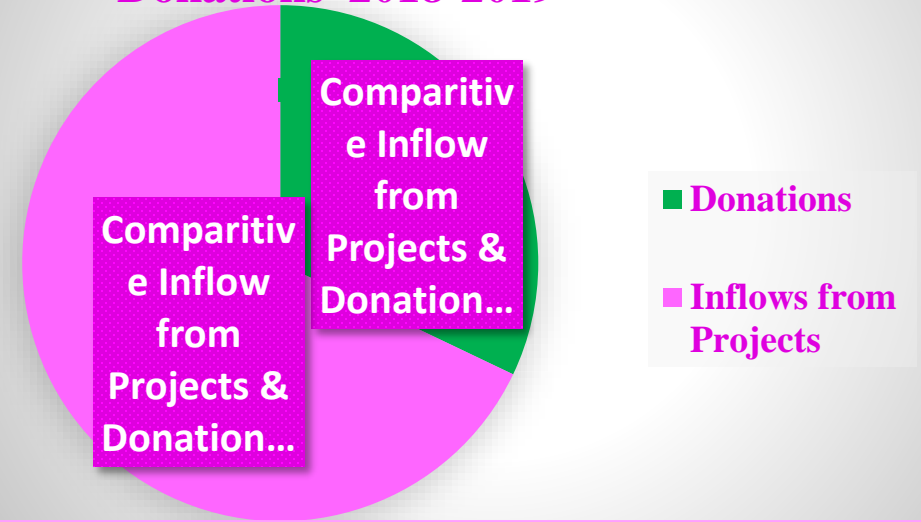 Comparitiv
e Inflow
from
Projects &
Donation…
Comparitiv
e Inflow
from
Projects &
Donation…
Donations
Inflows from
Projects